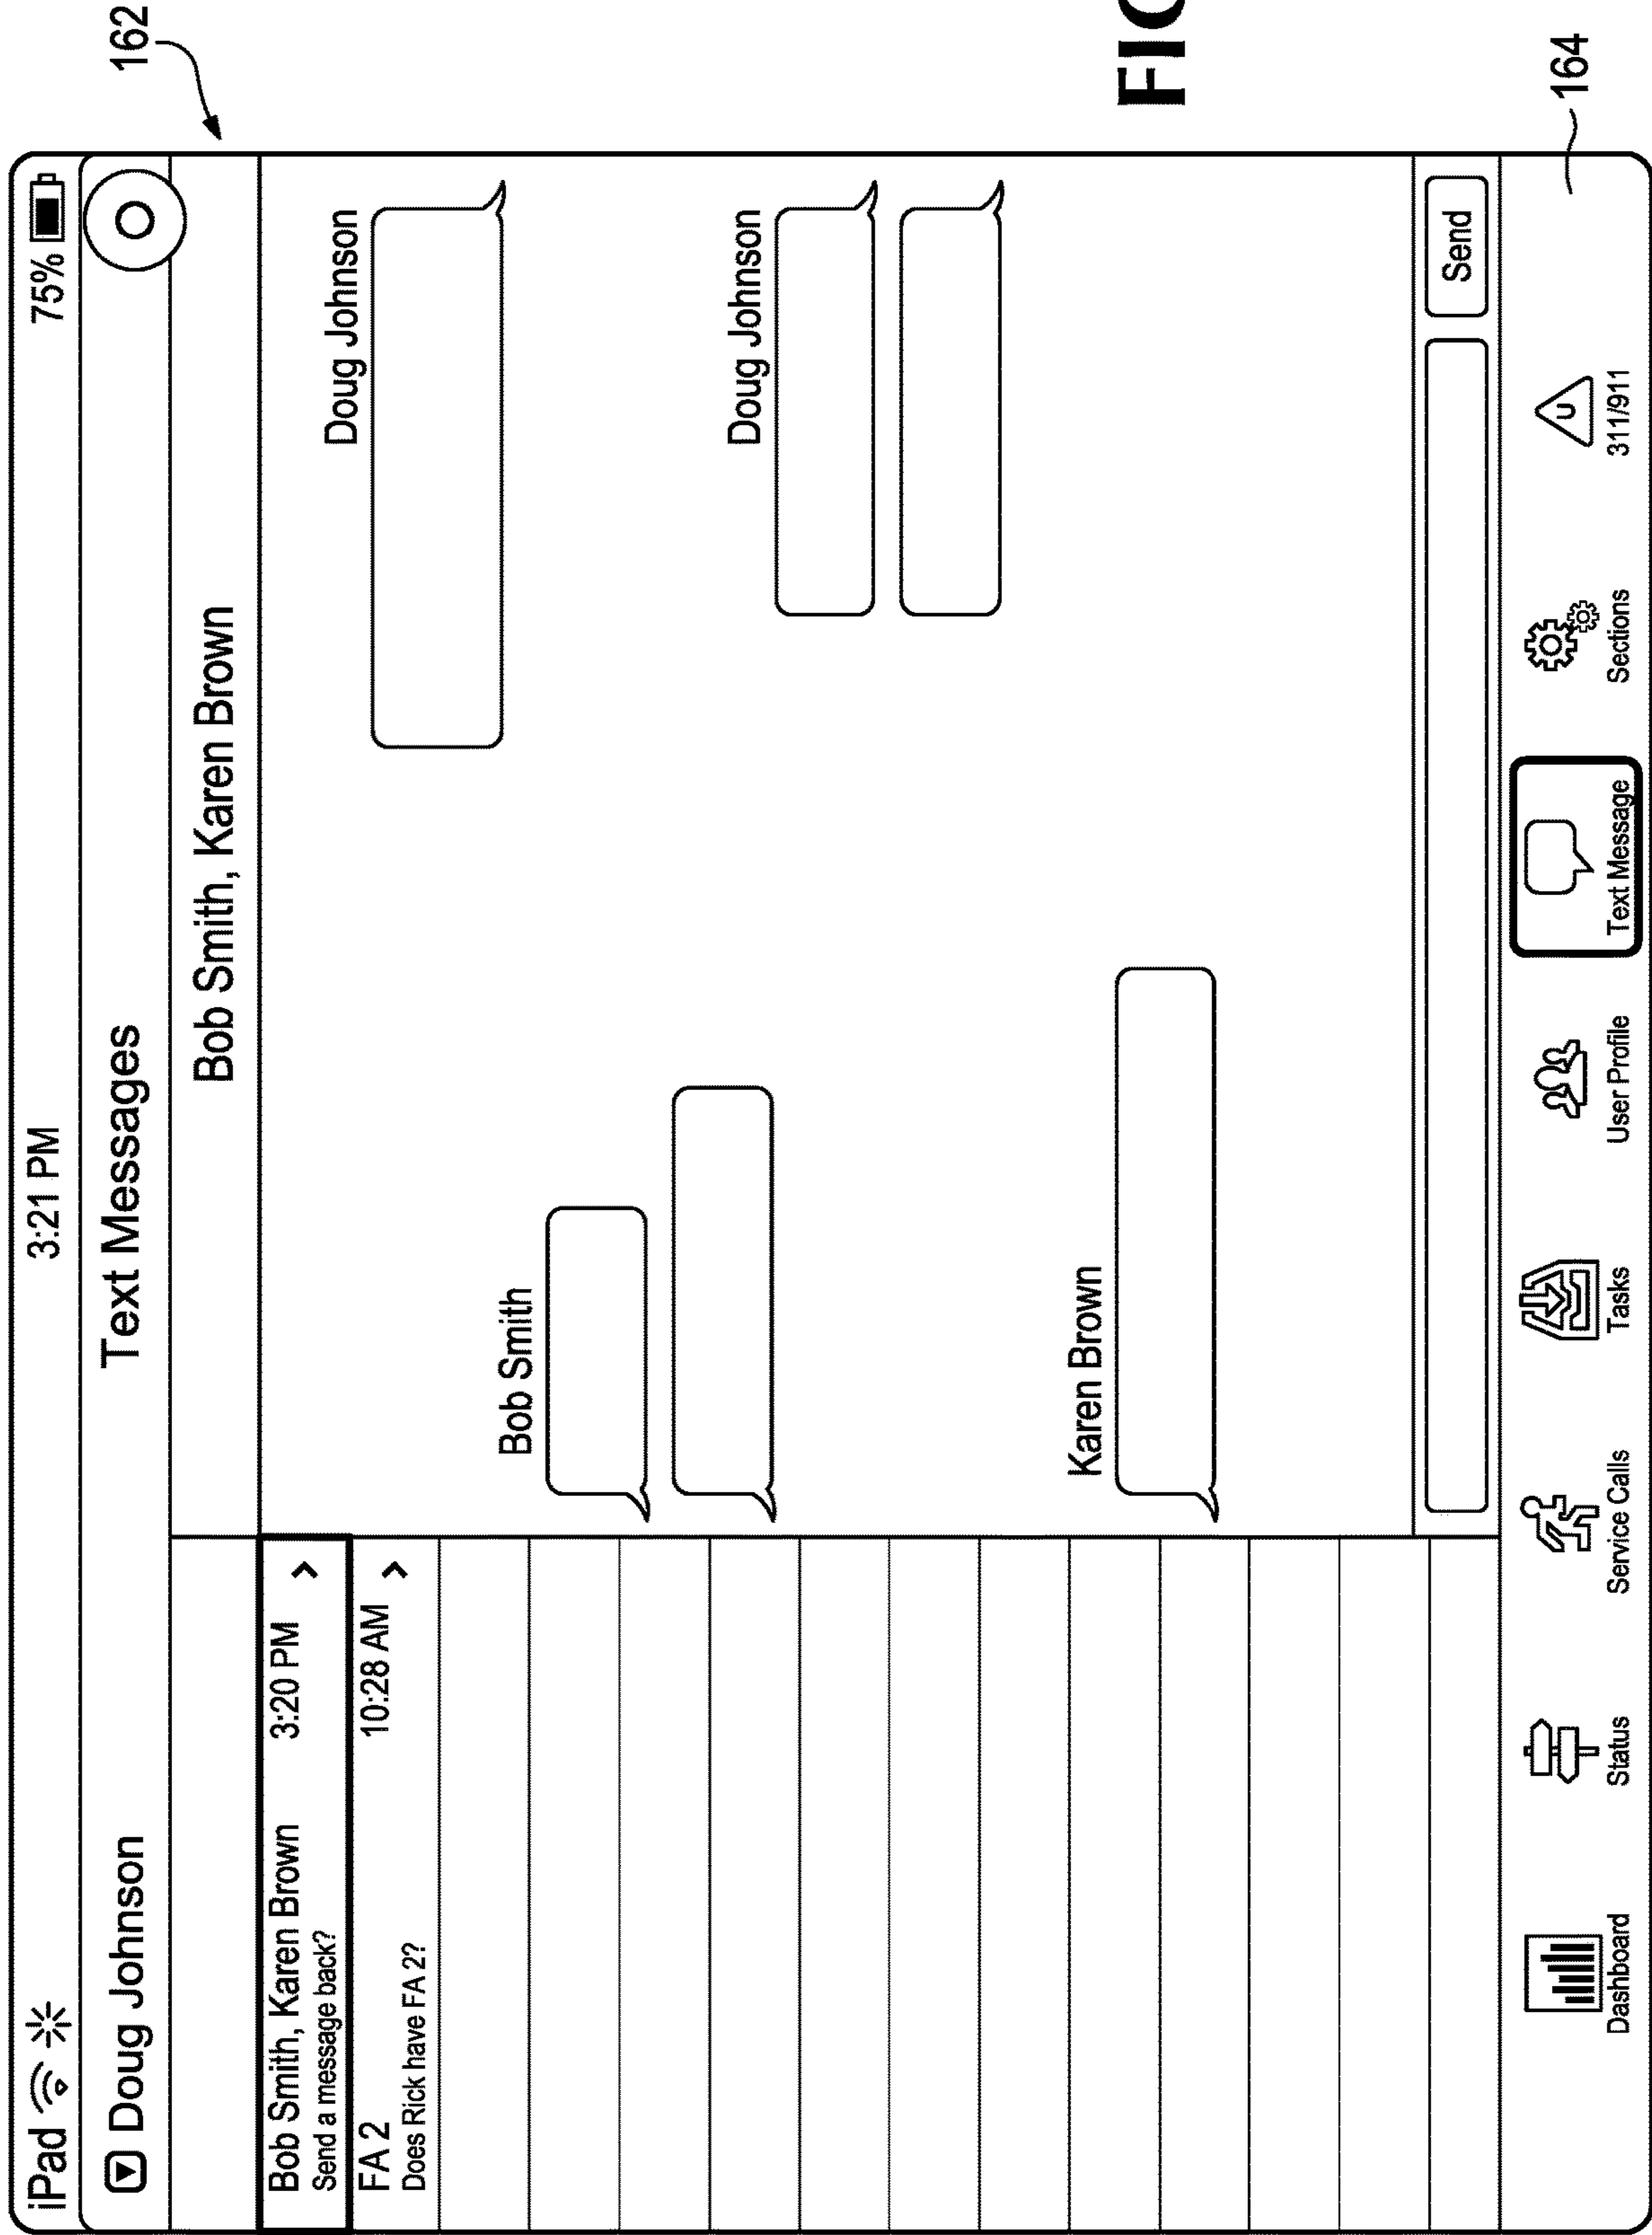 iPad 3:21 PM 75%
Doug Johnson Text Messages
162
Bob Smith, Karen Brown
Bob Smith, Karen Brown 3:20 PM >
Send a message back?
FA 2 10:28 AM >
Does Rick have FA 2?
Doug Johnson
Bob Smith
Doug Johnson
Karen Brown
Send
Dashboard
Status
Service Calls
Tasks
User Profile
Text Message
Sections
311/911
164